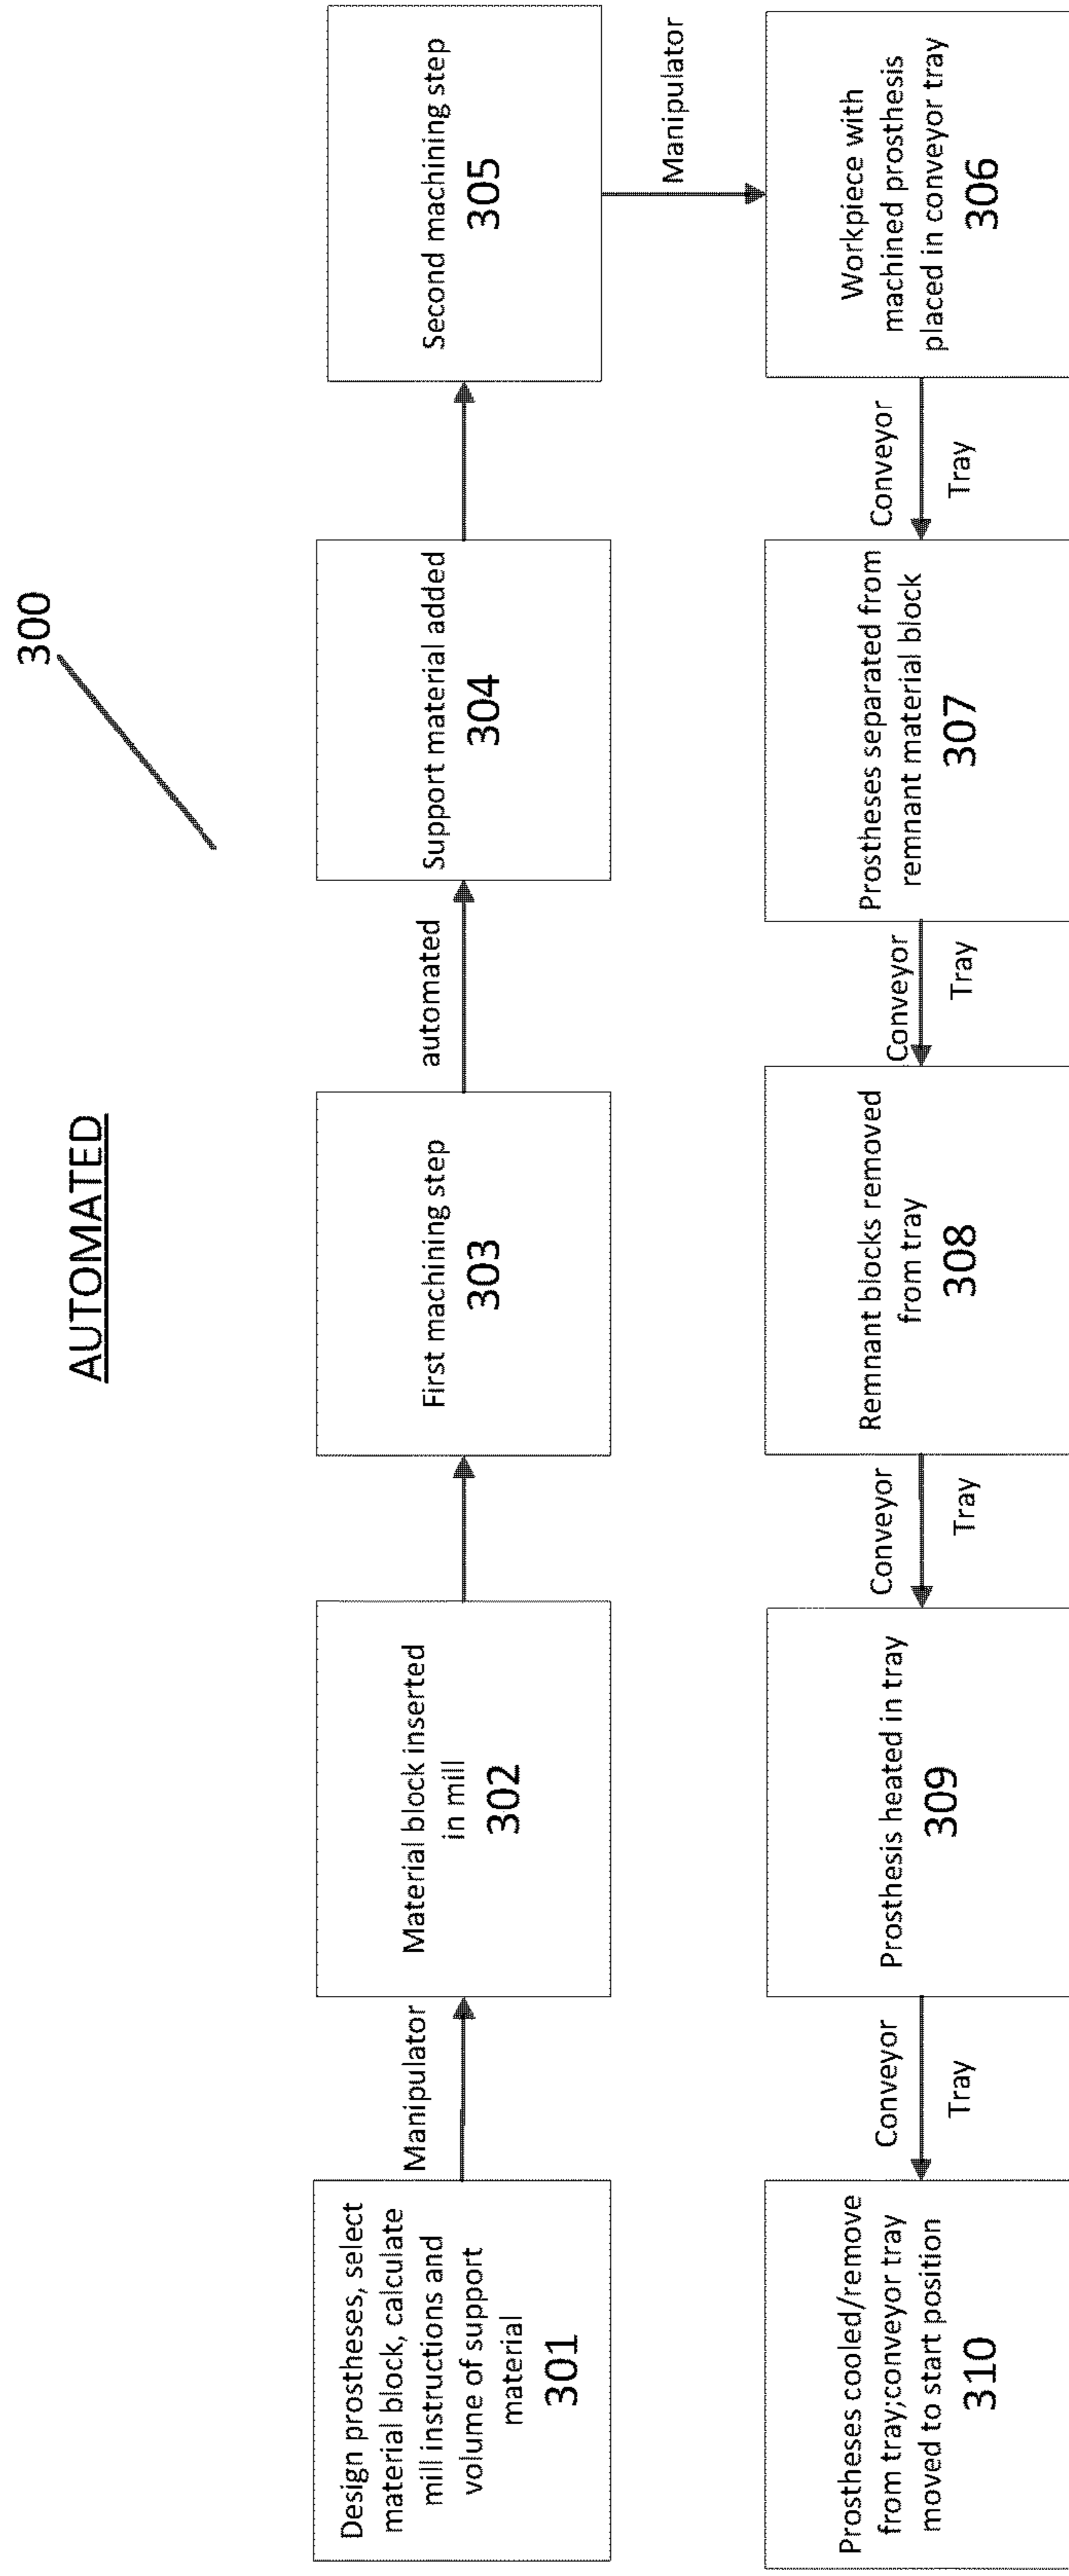 AUTOMATED
300
Design prostheses, select
material block, calculate
mill instructions and
volume of support
material
301
Manipulator
Material block inserted
in mill
302
First machining step
303
automated
Support material added
304
Second machining step
305
Manipulator
Workpiece with
machined prosthesis
placed in conveyor tray
306
Conveyor
Tray
Prostheses separated from
remnant material block
307
Conveyor
Tray
Remnant blocks removed
from tray
308
Conveyor
Tray
Prosthesis heated in tray
309
Conveyor
Tray
Prostheses cooled/remove
from tray;conveyor tray
moved to start position
310